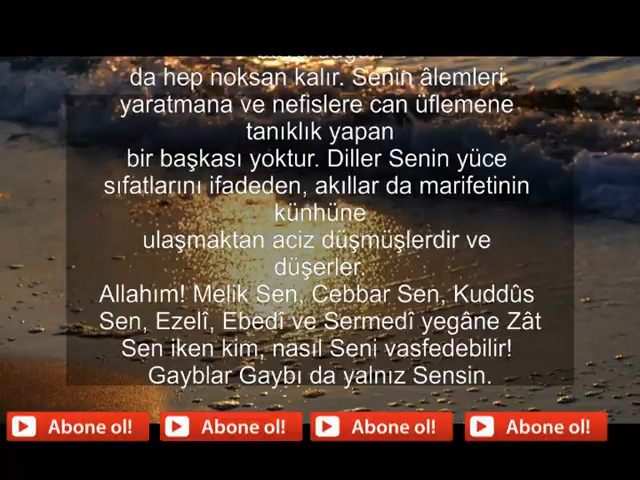 da hep noksan kalır. Senin âlemleri
yaratmana ve nefislere can üflemene
tanıklık yapan
bir başkası yoktur. Diller Senin yüce
sıfatlarını ifadeden, akıllar da marifetinin
künhüne
ulaşmaktan aciz düşmüşlerdir ve
düşerler
Allahım! Melik Sen, Cebbar Sen, Kuddûs
Sen, Ezelî, Ebedî ve Sermedî yegâne Zât
Sen iken kim, nasıl Seni vasfedebilir!
Gayblar Gaybı da yalnız Sensin.
Abone ol! Abone ol! Abone ol! Abone ol!